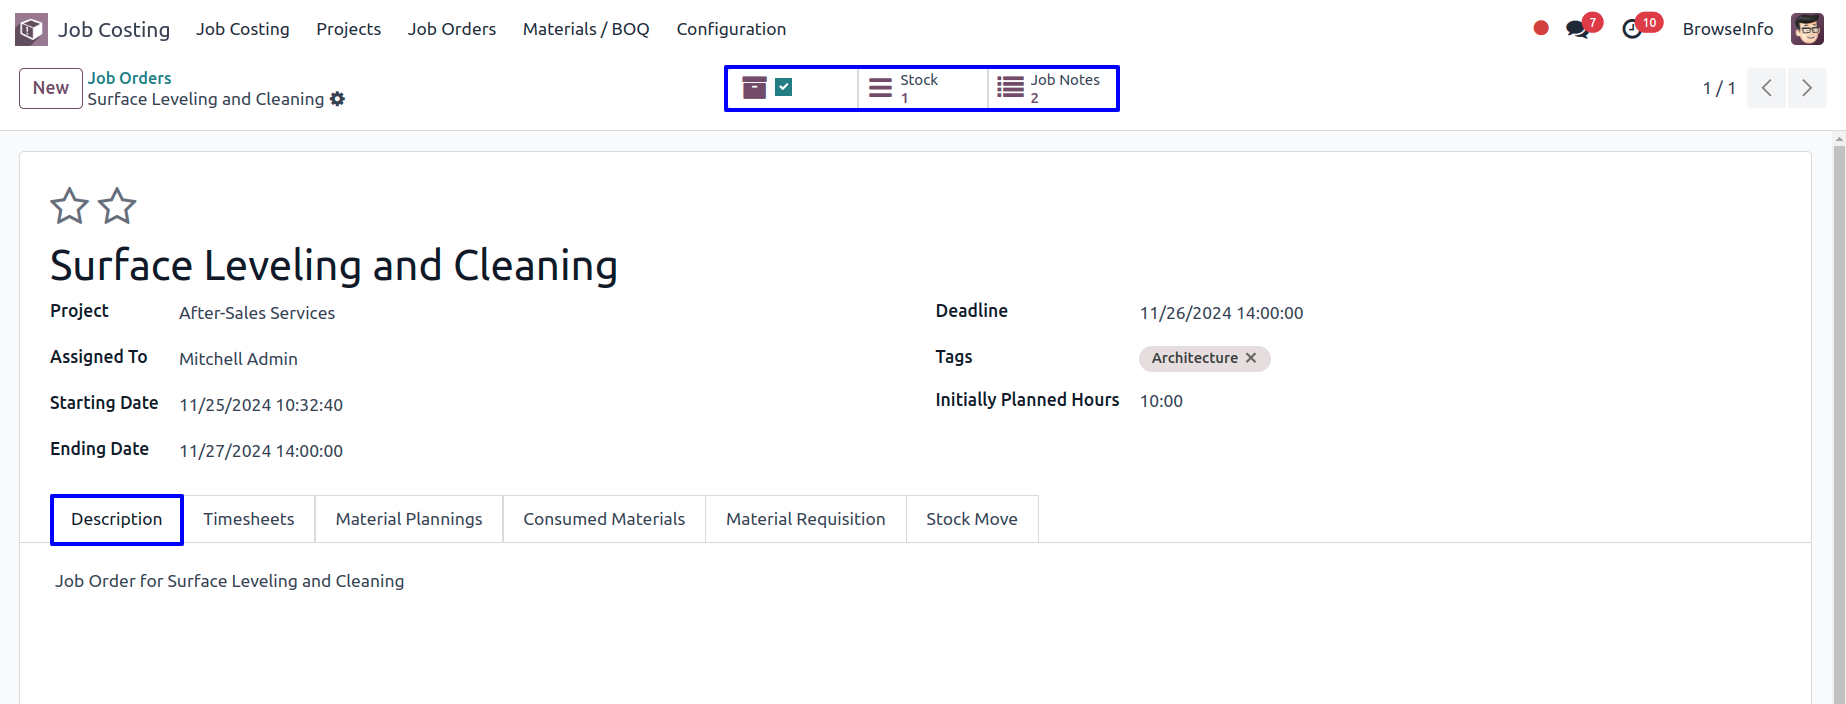 Job Costing Job Costing Projects Job Orders Materials / BOQ Configuration 7 10 BrowseInfo
New Job Orders Surface Leveling and Cleaning Stock 1 Job Notes 2 1 / 1
Surface Leveling and Cleaning
Project After-Sales Services Deadline 11/26/2024 14:00:00
Assigned To Mitchell Admin Tags Architecture ✕
Starting Date 11/25/2024 10:32:40 Initially Planned Hours 10:00
Ending Date 11/27/2024 14:00:00
Description Timesheets Material Plannings Consumed Materials Material Requisition Stock Move
Job Order for Surface Leveling and Cleaning